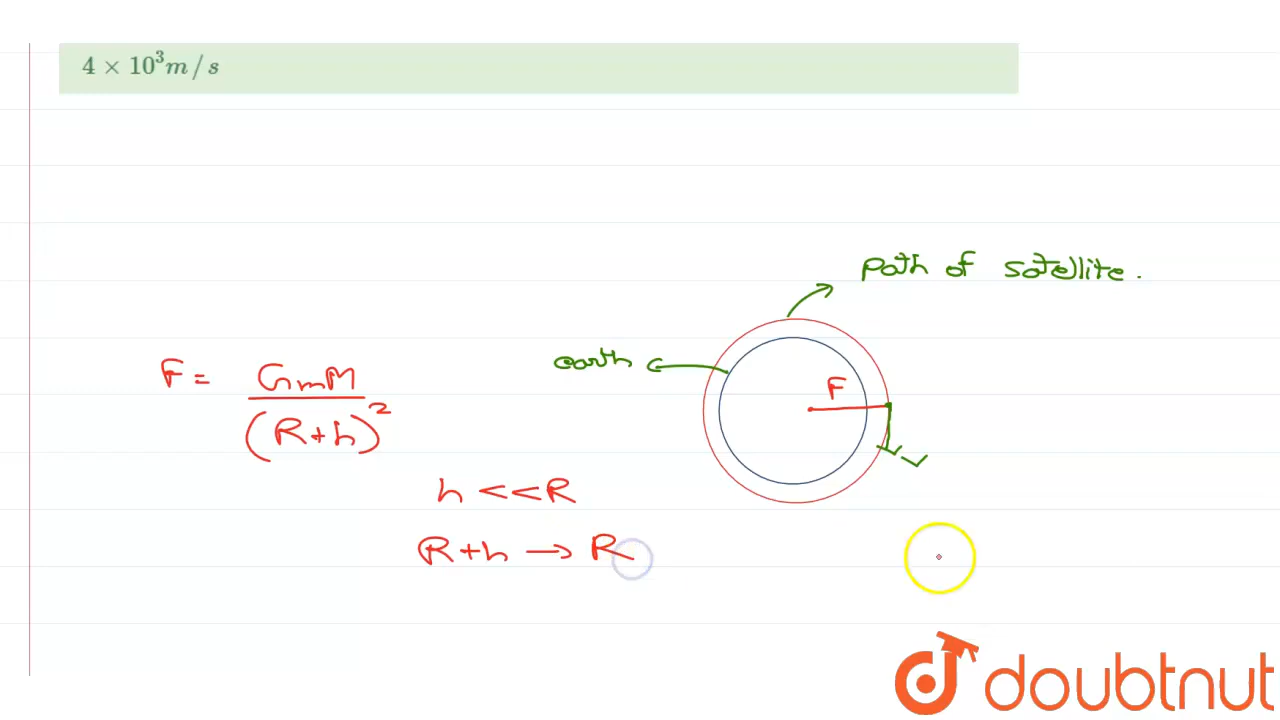 4 × 10³m/s
path of satellite.
earth
F
F = GmM
(R+h)²
v
h <<R
R+h → R
doubtnut